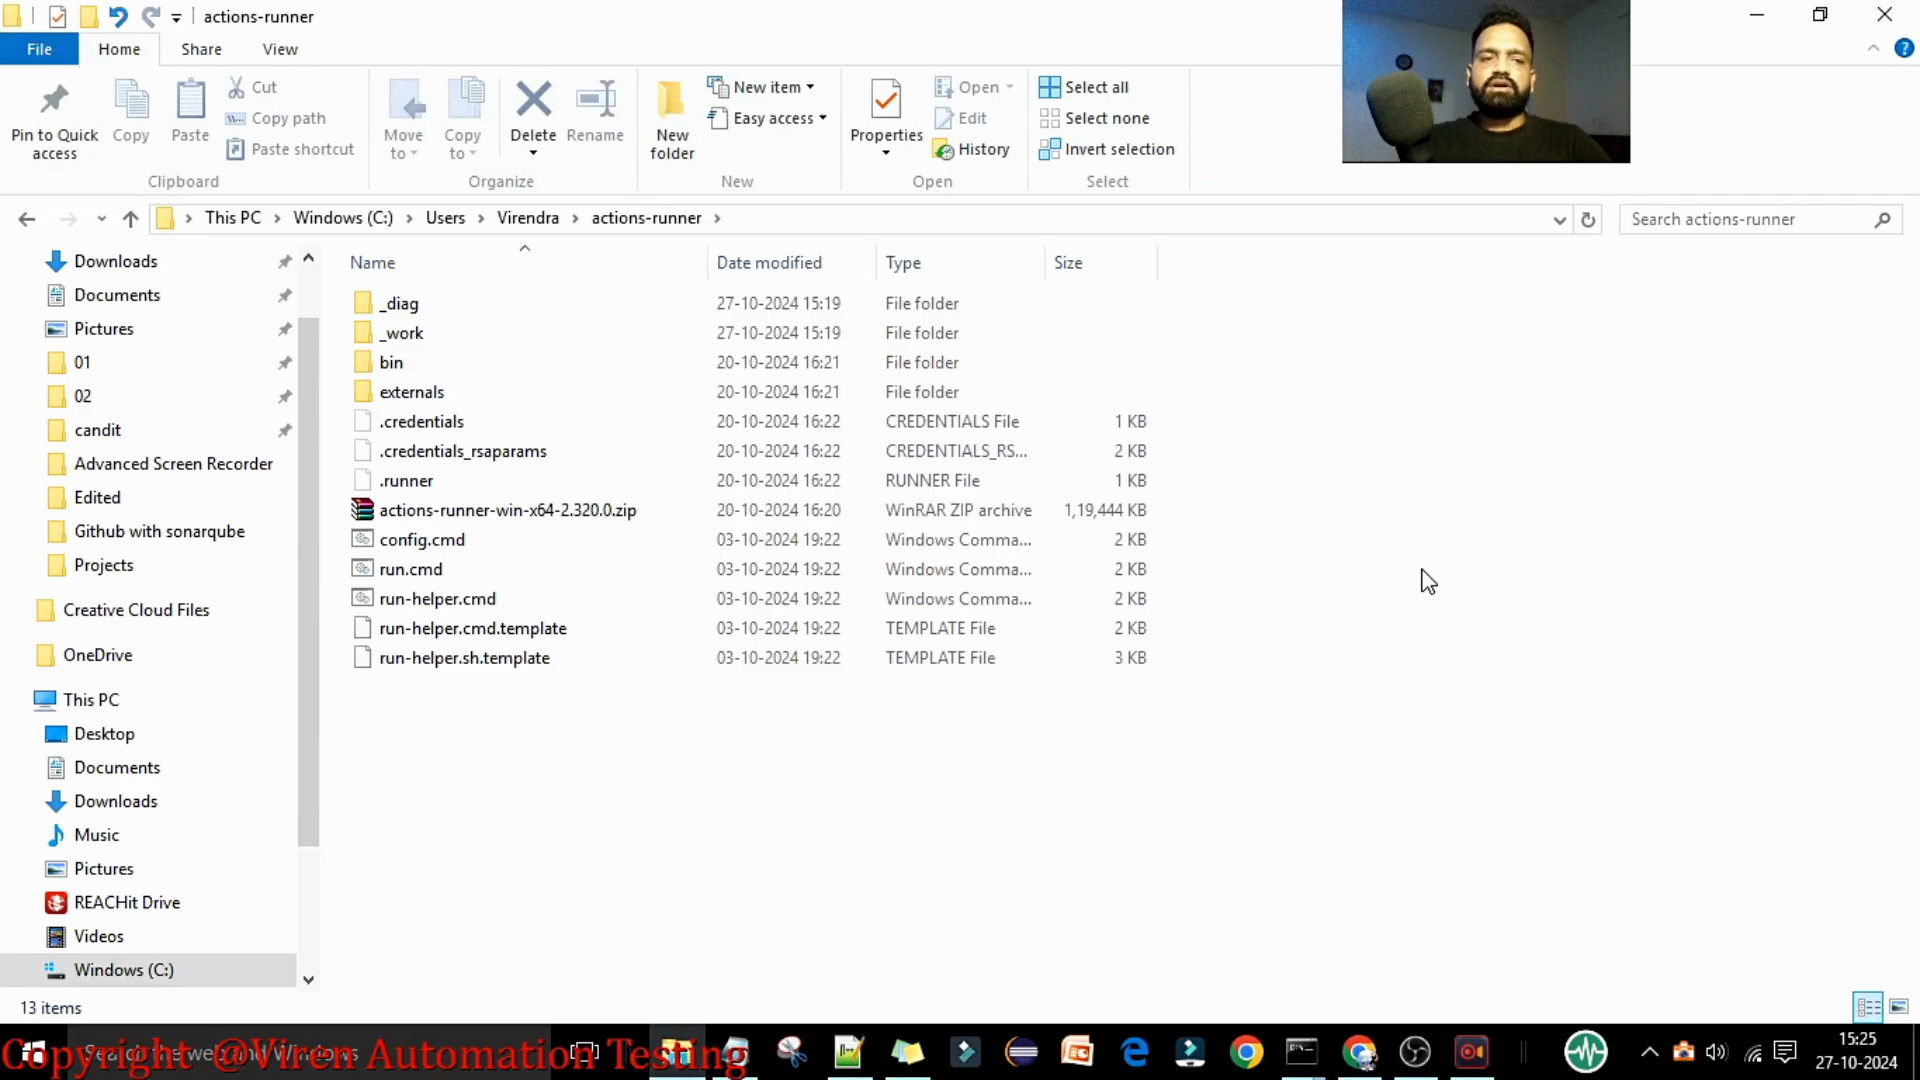 actions-runner
File Home Share View
Pin to Quick access
Copy
Paste
Cut
Copy path
Paste shortcut
Clipboard
Move to
Copy to
Delete
Rename
Organize
New folder
New item
Easy access
New
Properties
Open
Edit
History
Open
Select all
Select none
Invert selection
Select
This PC > Windows (C:) > Users > Virendra > actions-runner >
Search actions-runner
Downloads
Documents
Pictures
01
02
candit
Advanced Screen Recorder
Edited
Github with sonarqube
Projects
Creative Cloud Files
OneDrive
This PC
Desktop
Documents
Downloads
Music
Pictures
REACHit Drive
Videos
Windows (C:)
Name Date modified Type Size
_diag 27-10-2024 15:19 File folder
_work 27-10-2024 15:19 File folder
bin 20-10-2024 16:21 File folder
externals 20-10-2024 16:21 File folder
.credentials 20-10-2024 16:22 CREDENTIALS File 1 KB
.credentials_rsaparams 20-10-2024 16:22 CREDENTIALS_RS... 2 KB
.runner 20-10-2024 16:22 RUNNER File 1 KB
actions-runner-win-x64-2.320.0.zip 20-10-2024 16:20 WinRAR ZIP archive 1,19,444 KB
config.cmd 03-10-2024 19:22 Windows Comma... 2 KB
run.cmd 03-10-2024 19:22 Windows Comma... 2 KB
run-helper.cmd 03-10-2024 19:22 Windows Comma... 2 KB
run-helper.cmd.template 03-10-2024 19:22 TEMPLATE File 2 KB
run-helper.sh.template 03-10-2024 19:22 TEMPLATE File 3 KB
13 items
Search the web and Windows
Copyright @Viren Automation Testing
15:25
27-10-2024